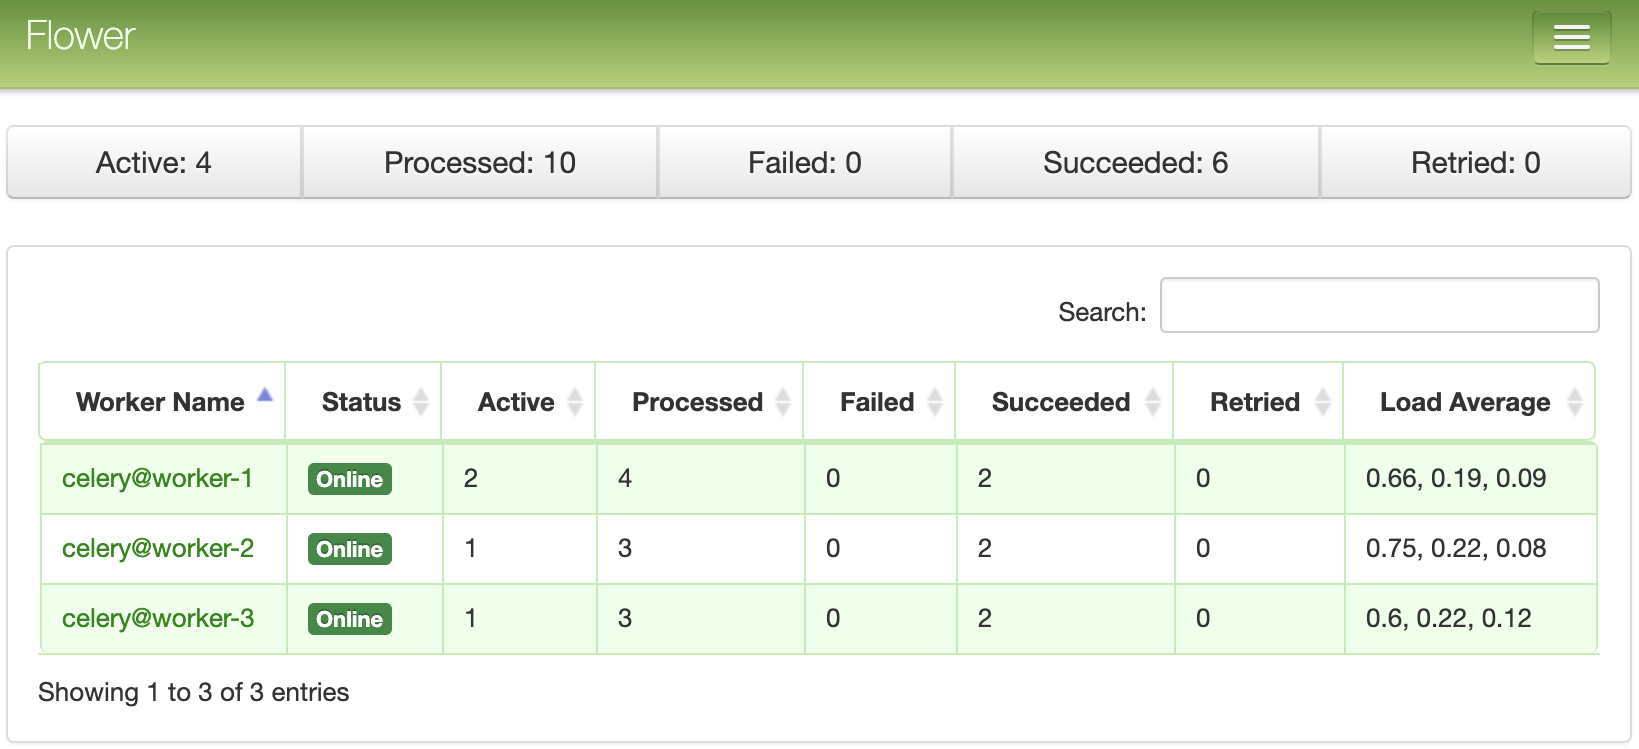 Flower
Active: 4 Processed: 10 Failed: 0 Succeeded: 6 Retried: 0
Search:
Worker Name Status Active Processed Failed Succeeded Retried Load Average
celery@worker-1 Online 2 4 0 2 0 0.66, 0.19, 0.09
celery@worker-2 Online 1 3 0 2 0 0.75, 0.22, 0.08
celery@worker-3 Online 1 3 0 2 0 0.6, 0.22, 0.12
Showing 1 to 3 of 3 entries